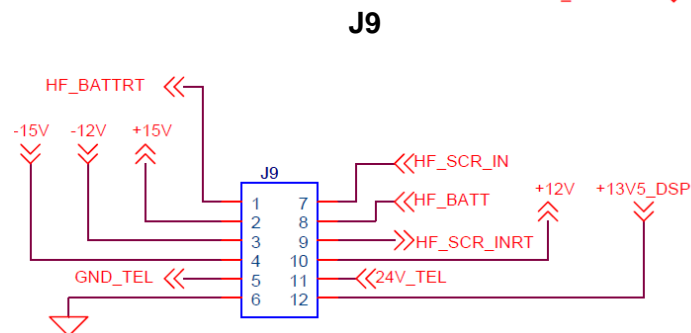 J9
HF_BATTRT
-15V -12V +15V
J9
HF_SCR_IN
+12V +13V5_DSP
1 7 HF_BATT
2 8
3 9 HF_SCR_INRT
4 10
GND_TEL 5 11 24V_TEL
6 12